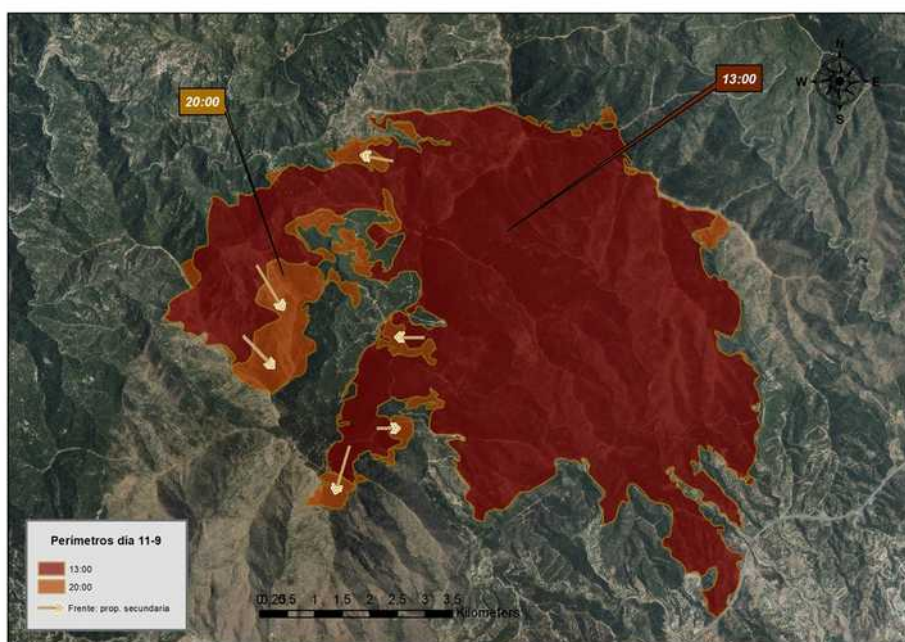 20:00
13:00
N
W E
S
Perímetros día 11-9
13:00
20:00
Frente: prop. secundaria
0 0,25 0,5 1 1,5 2 2,5 3 3,5
Kilometers